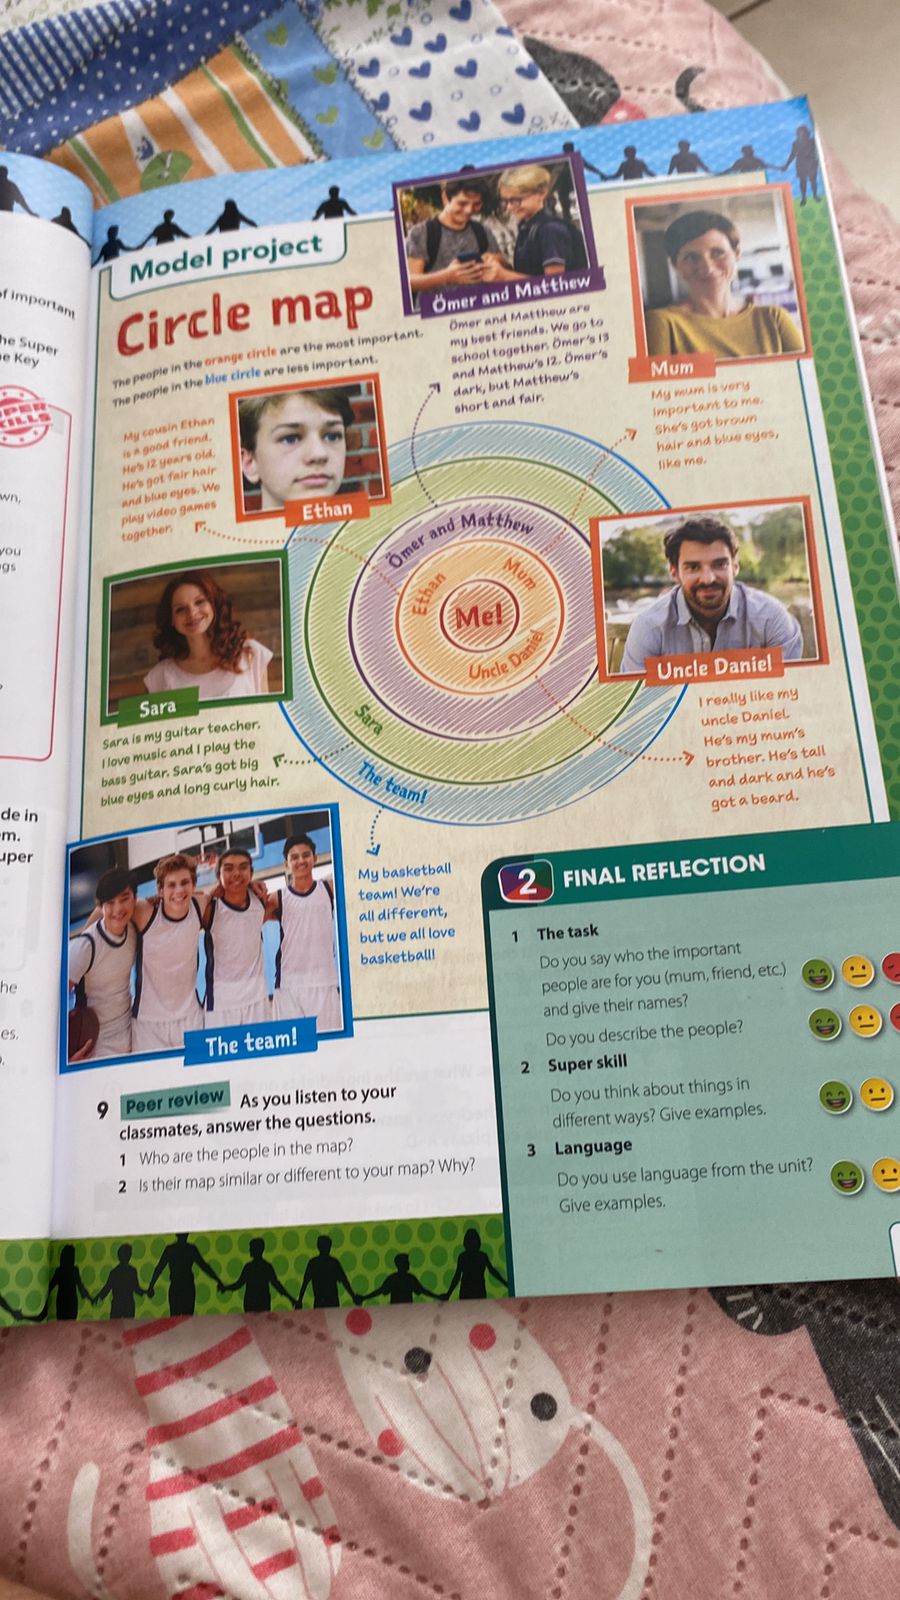 of important
he Super
e Key
PER
KILLS
wn,
you
gs
de in
m.
uper
he
es.
Model project
Circle map
The people in the orange circle are the most important.
The people in the blue circle are less important.
Ömer and Matthew
Ömer and Matthew are
my best friends. We go to
school together. Ömer's 13
and Matthew's 12. Ömer's
dark, but Matthew's
short and fair.
Mum
My mum is very
important to me.
She's got brown
hair and blue eyes,
like me.
My cousin Ethan
is a good friend.
He's 12 years old.
He's got fair hair
and blue eyes. We
play video games
together.
Ethan
Ömer and Matthew
Ethan
Mum
Me!
Uncle Daniel
Sara
The team!
Uncle Daniel
I really like my
uncle Daniel.
He's my mum's
brother. He's tall
and dark and he's
got a beard.
Sara
Sara is my guitar teacher.
I love music and I play the
bass guitar. Sara's got big
blue eyes and long curly hair.
The team!
My basketball
team! We're
all different,
but we all love
basketball!
9 Peer review As you listen to your
classmates, answer the questions.
1 Who are the people in the map?
2 Is their map similar or different to your map? Why?
2 FINAL REFLECTION
1 The task
Do you say who the important
people are for you (mum, friend, etc.)
and give their names?
Do you describe the people?
2 Super skill
Do you think about things in
different ways? Give examples.
3 Language
Do you use language from the unit?
Give examples.